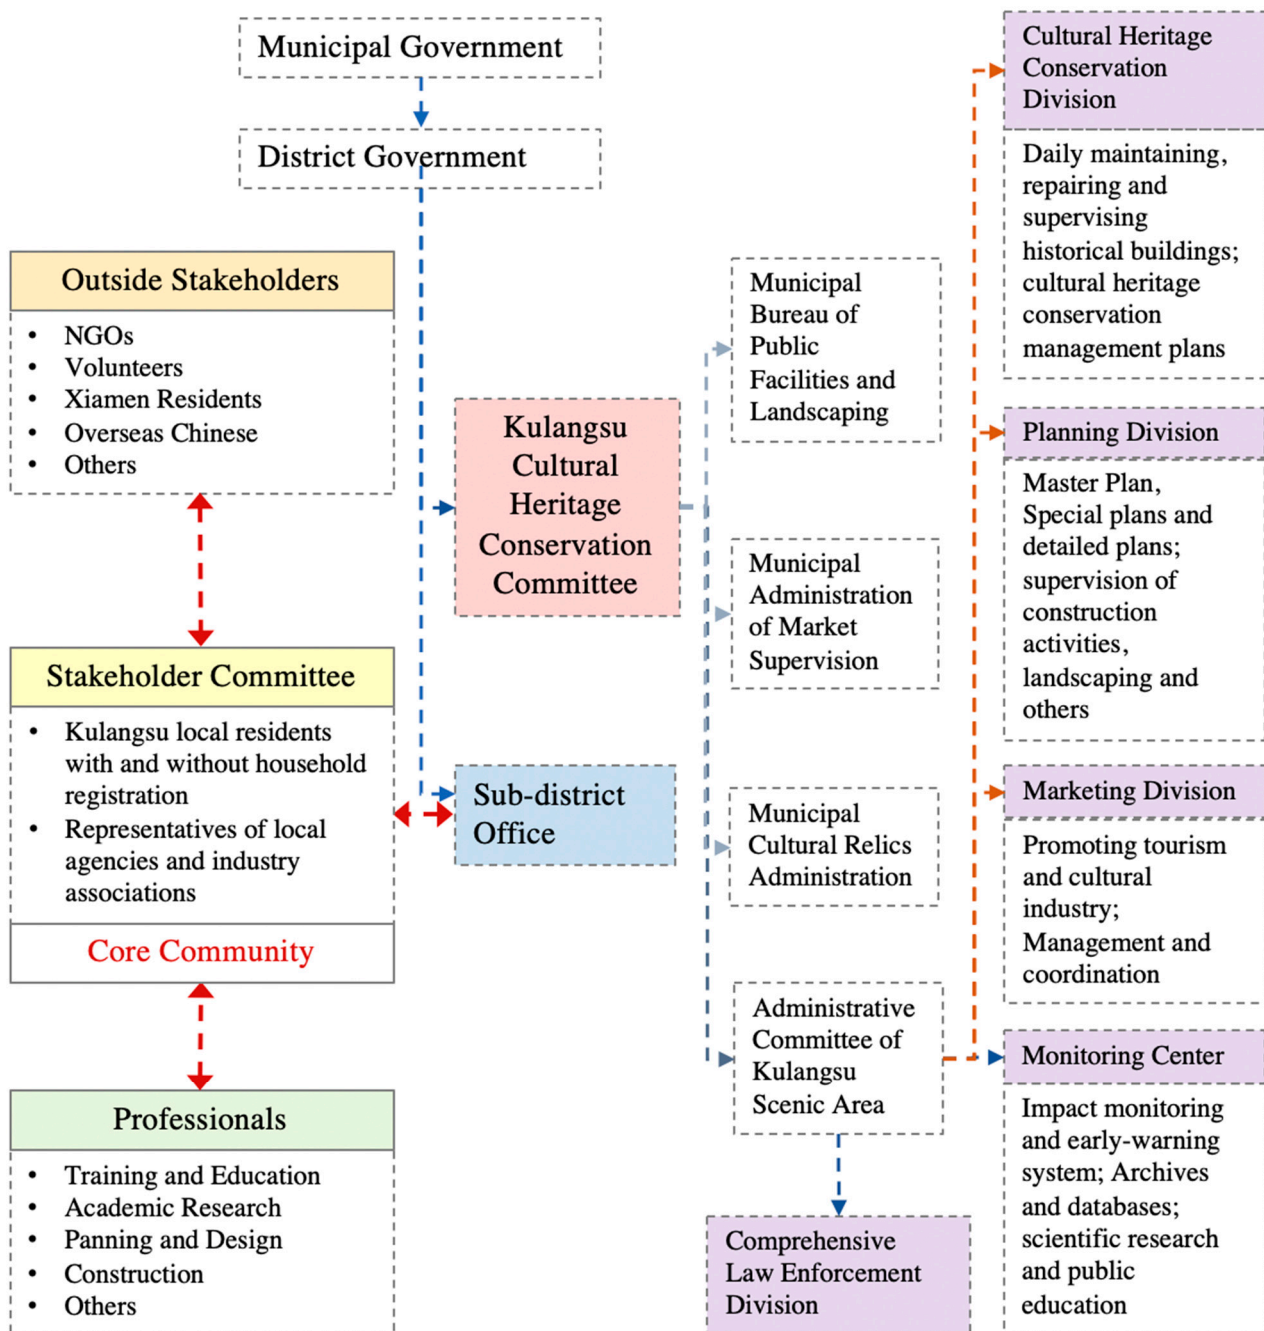 Municipal Government
District Government
Outside Stakeholders
• NGOs
• Volunteers
• Xiamen Residents
• Overseas Chinese
• Others
Stakeholder Committee
• Kulangsu local residents
with and without household
registration
• Representatives of local
agencies and industry
associations
Core Community
Professionals
• Training and Education
• Academic Research
• Panning and Design
• Construction
• Others
Kulangsu
Cultural
Heritage
Conservation
Committee
Sub-district
Office
Municipal
Bureau of
Public
Facilities and
Landscaping
Municipal
Administration
of Market
Supervision
Municipal
Cultural Relics
Administration
Administrative
Committee of
Kulangsu
Scenic Area
Comprehensive
Law Enforcement
Division
Cultural Heritage
Conservation
Division
Daily maintaining,
repairing and
supervising
historical buildings;
cultural heritage
conservation
management plans
Planning Division
Master Plan,
Special plans and
detailed plans;
supervision of
construction
activities,
landscaping and
others
Marketing Division
Promoting tourism
and cultural
industry;
Management and
coordination
Monitoring Center
Impact monitoring
and early-warning
system; Archives
and databases;
scientific research
and public
education